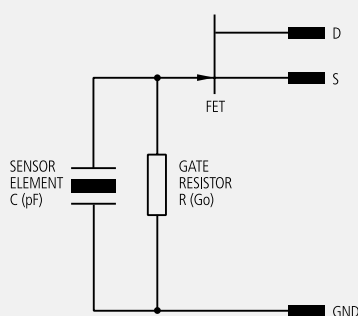 D
S
FET
SENSOR
ELEMENT
C (pF)
GATE
RESISTOR
R (Go)
GND